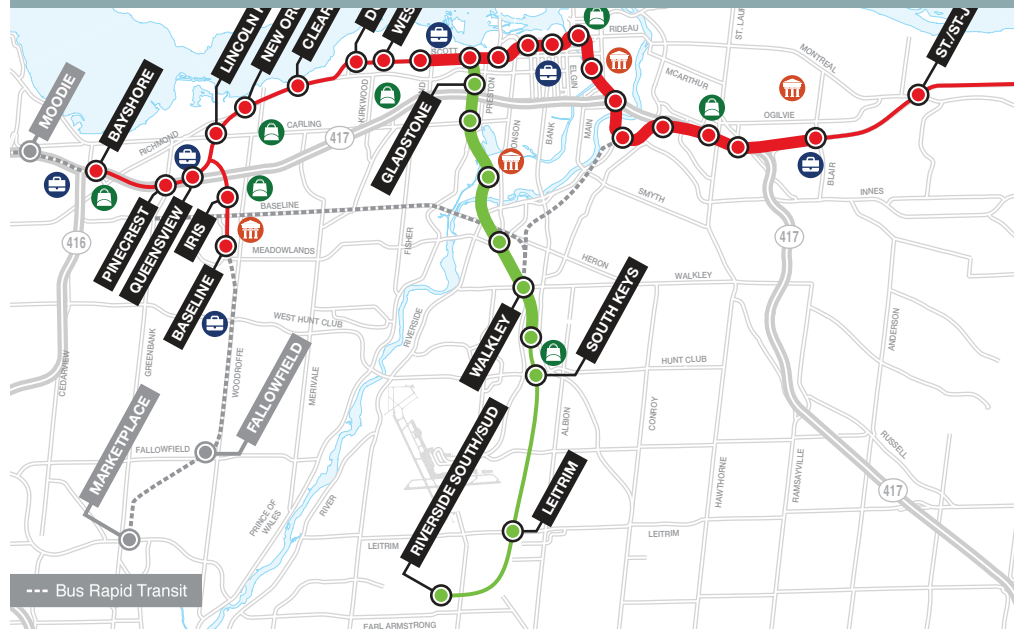 RIDEAU
ST. LAU
MONTREAL
ST./ST-J
LINCOLN
NEW OR
CLEAR
WES
SCOTT
ELGIN
MCARTHUR
OGILVIE
MOODIE
BAYSHORE
KIRKWOOD
PRESTON
BANK
MAIN
RICHMOND
CARLING
417
GLADSTONE
BLAIR
INNES
SMYTH
BASELINE
PINECREST
QUEENSVIEW
IRIS
416
MEADOWLANDS
FISHER
HERON
417
WALKLEY
BASELINE
WEST HUNT CLUB
RIVERSIDE
SOUTH KEYS
WALKLEY
ANDERSON
CEDARVIEW
GREENBANK
WOODROFFE
MERIVALE
FALLOWFIELD
HUNT CLUB
ALBION
CONROY
MARKETPLACE
FALLOWFIELD
RIVERSIDE SOUTH/SUD
RUSSELL
HAWTHORNE
RAMSAYVILLE
LEITRIM
417
PRINCE OF
WALES
RIVER
LEITRIM
LEITRIM
Bus Rapid Transit
EARL ARMSTRONG